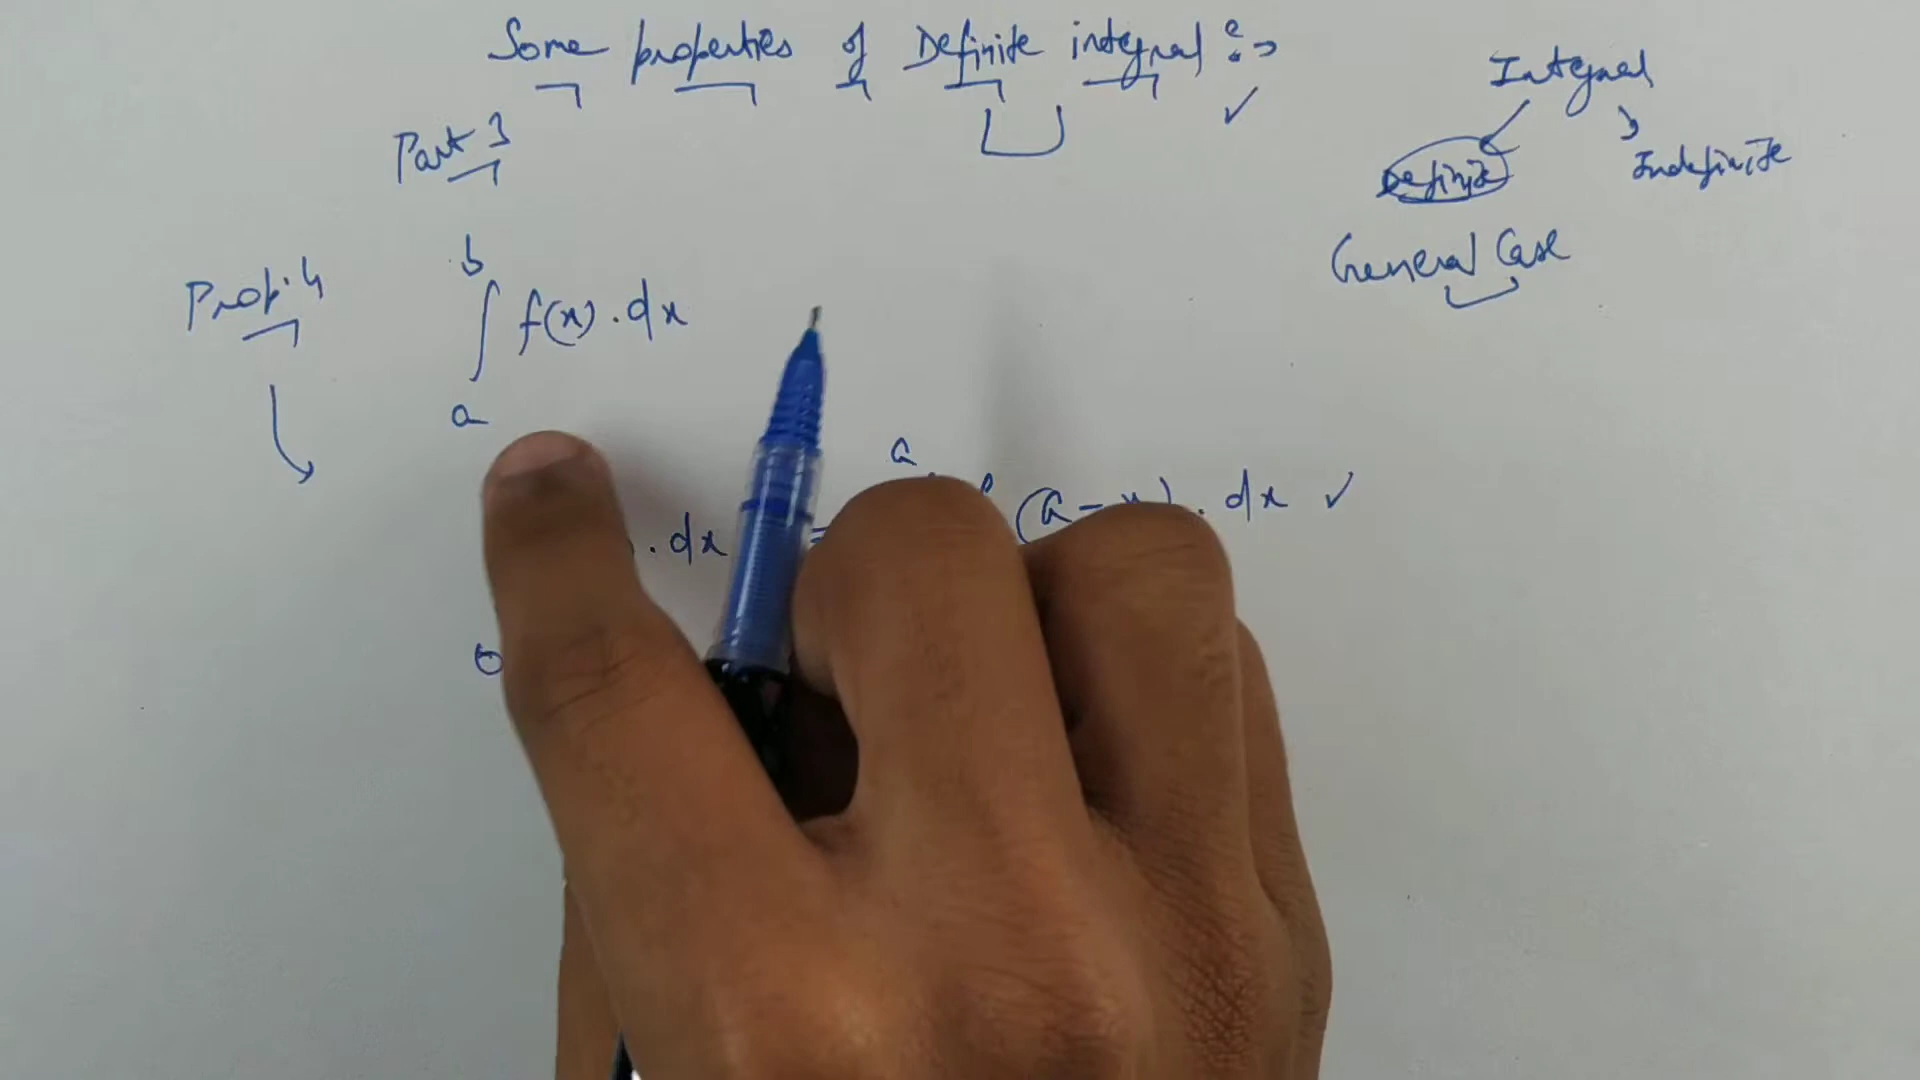 Some properties of Definite integral :->
Part 3
Integral
Definite Indefinite
General Case
Prop. 4
b
∫ f(x) . dx
a
a
. dx = (a - x) . dx ✓
0